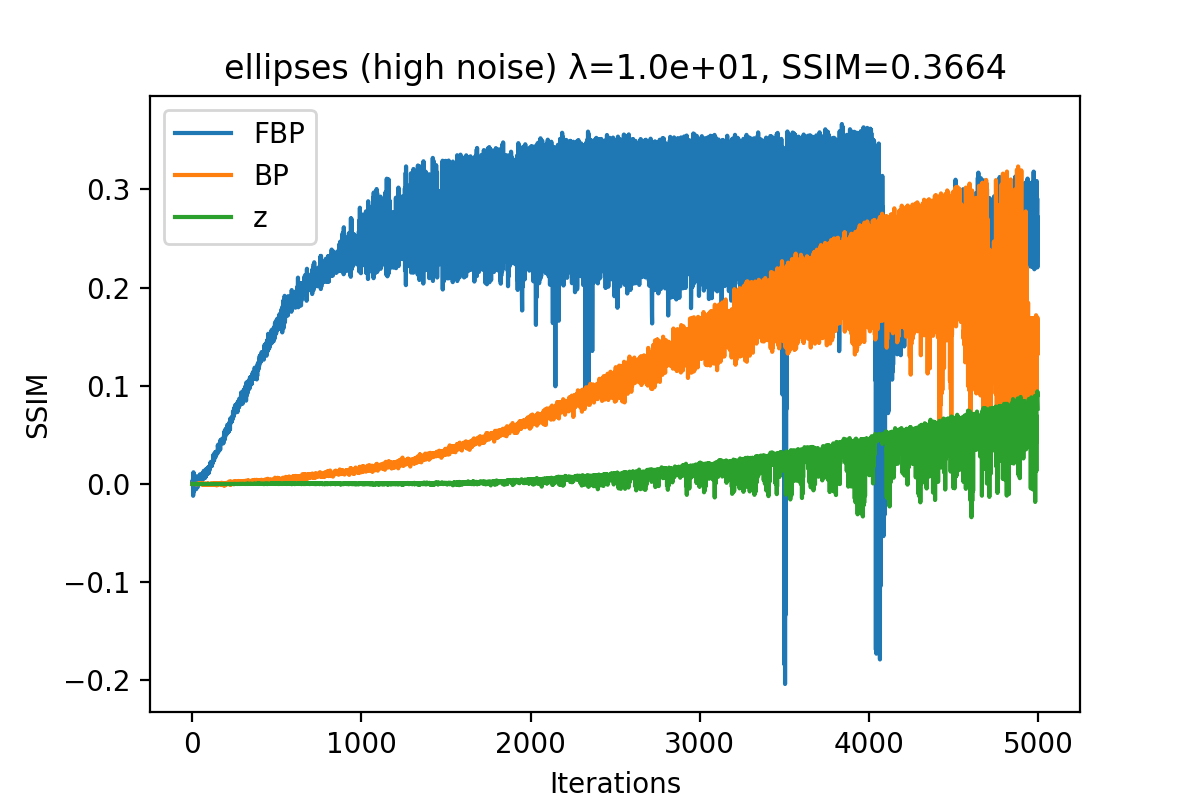 ellipses (high noise) λ=1.0e+01, SSIM=0.3664
FBP
BP
z
SSIM
0.3
0.2
0.1
0.0
−0.1
−0.2
0 1000 2000 3000 4000 5000
Iterations